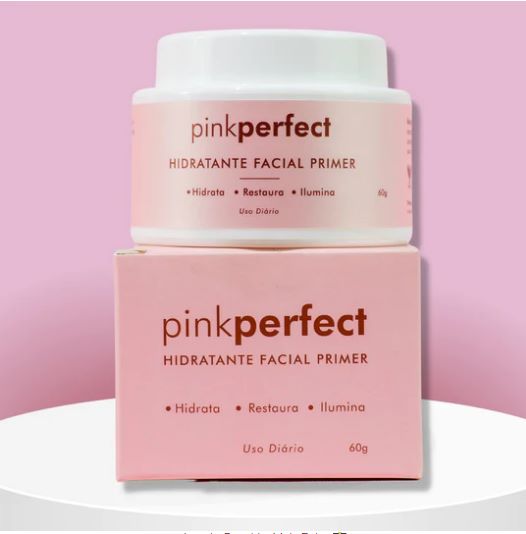 pinkperfect
HIDRATANTE FACIAL PRIMER
•Hidrata •Restaura •Ilumina
60g
Uso Diário
pinkperfect
HIDRATANTE FACIAL PRIMER
• Hidrata • Restaura • Ilumina
Uso Diário 60g